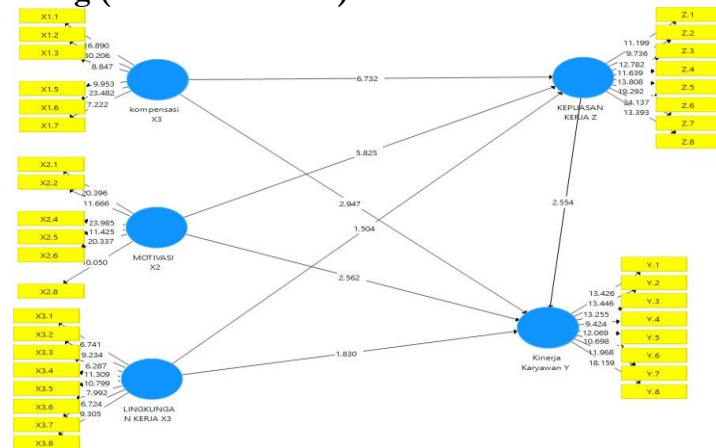 X1.1
X1.2
X1.3
X1.5
X1.6
X1.7
16.890
30.206
8.847
9.953
23.482
7.222
kompensasi
X3
X2.1
X2.2
X2.4
X2.5
X2.6
X2.8
20.396
11.666
23.985
11.425
20.337
MOTIVASI
X2
X3.1
X3.2
X3.3
X3.4
X3.5
X3.6
X3.7
X3.8
6.741
9.234
6.287
11.309
10.799
7.992
6.724
9.305
LINGKUNGA
N KERJA X3
6.732
5.825
2.947
1.504
2.562
1.830
2.554
Z.1
Z.2
Z.3
Z.4
Z.5
Z.6
Z.7
Z.8
11.199
9.736
12.782
11.639
13.808
19.292
13.393
KEPUASAN
KERJA Z
Y.1
Y.2
Y.3
Y.4
Y.5
Y.6
Y.7
Y.8
13.426
13.446
13.255
9.424
12.069
10.698
11.968
18.159
Kinerja
Karyawan Y